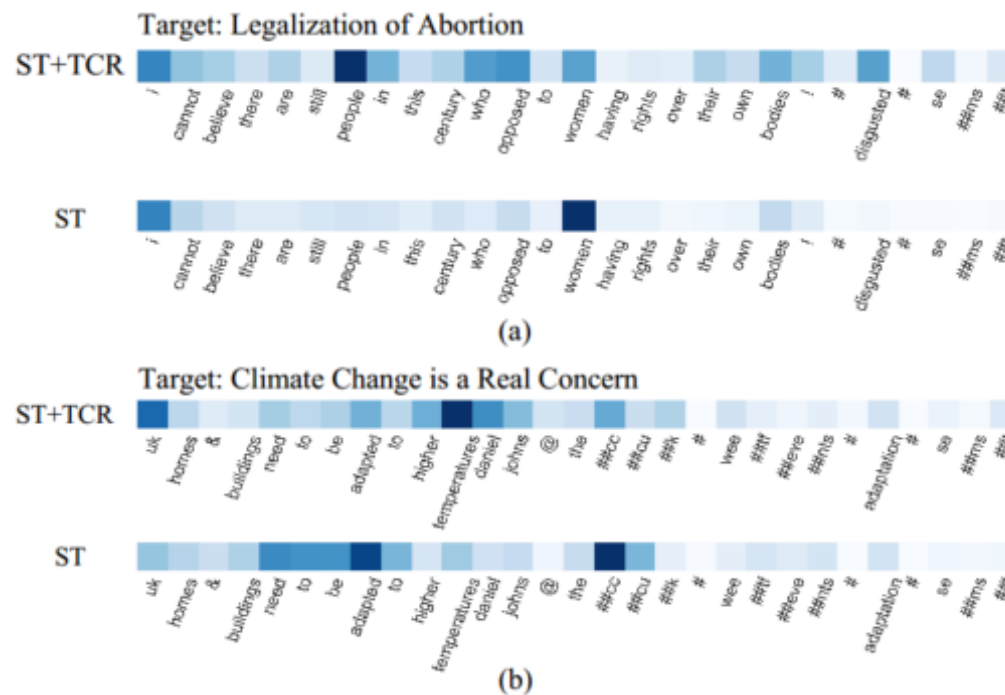 Target: Legalization of Abortion
ST+TCR
i cannot believe there are still people in this century who opposed to women having rights over their own bodies ! # disgusted # se ##ms ##
ST
i cannot believe there are still people in this century who opposed to women having rights over their own bodies ! # disgusted # se ##ms ##
(a)
Target: Climate Change is a Real Concern
ST+TCR
uk homes & buildings need to be adapted to higher temperatures daniel johns @ the ##cc ##cu ##k # wee ##tf ##eve ##nts # adaptation # se ##ms ##
ST
uk homes & buildings need to be adapted to higher temperatures daniel johns @ the ##cc ##cu ##k # wee ##tf ##eve ##nts # adaptation # se ##ms ##
(b)